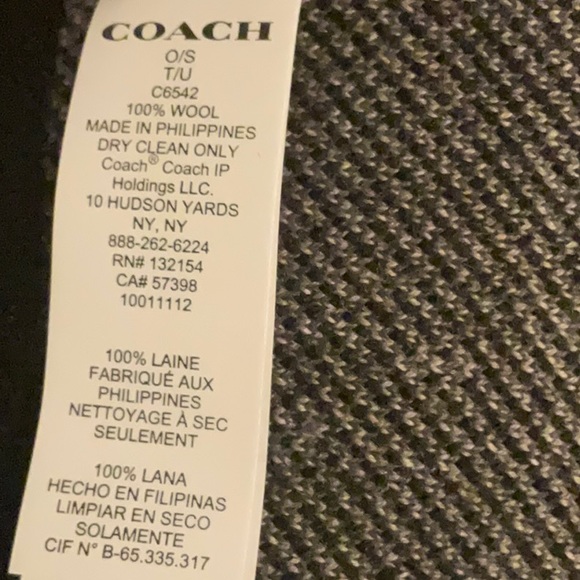 COACH
O/S
T/U
C6542
100% WOOL
MADE IN PHILIPPINES
DRY CLEAN ONLY
Coach® Coach IP
Holdings LLC.
10 HUDSON YARDS
NY, NY
888-262-6224
RN# 132154
CA# 57398
10011112
100% LAINE
FABRIQUÉ AUX
PHILIPPINES
NETTOYAGE À SEC
SEULEMENT
100% LANA
HECHO EN FILIPINAS
LIMPIAR EN SECO
SOLAMENTE
CIF N° B-65.335.317